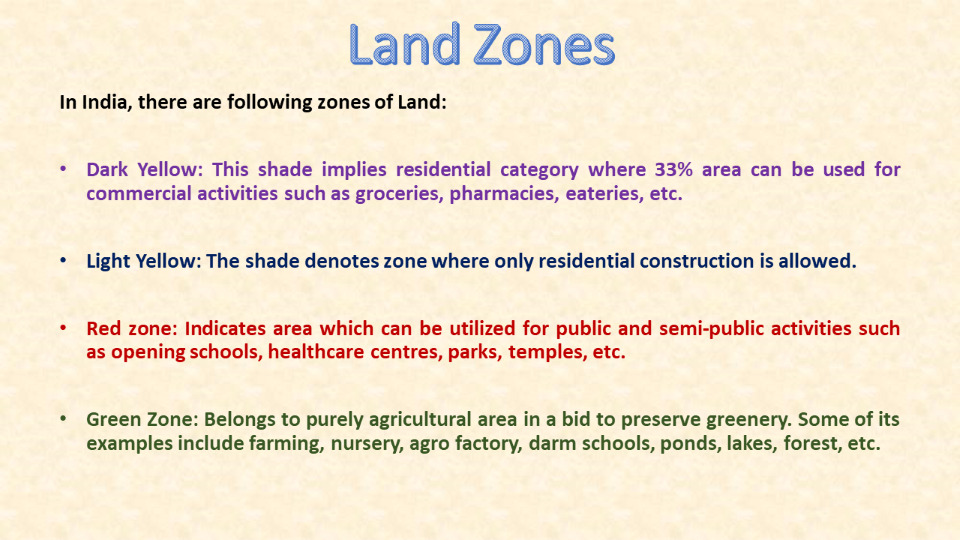 Land Zones
In India, there are following zones of Land:
• Dark Yellow: This shade implies residential category where 33% area can be used for
commercial activities such as groceries, pharmacies, eateries, etc.
• Light Yellow: The shade denotes zone where only residential construction is allowed.
• Red zone: Indicates area which can be utilized for public and semi-public activities such
as opening schools, healthcare centres, parks, temples, etc.
• Green Zone: Belongs to purely agricultural area in a bid to preserve greenery. Some of its
examples include farming, nursery, agro factory, darm schools, ponds, lakes, forest, etc.